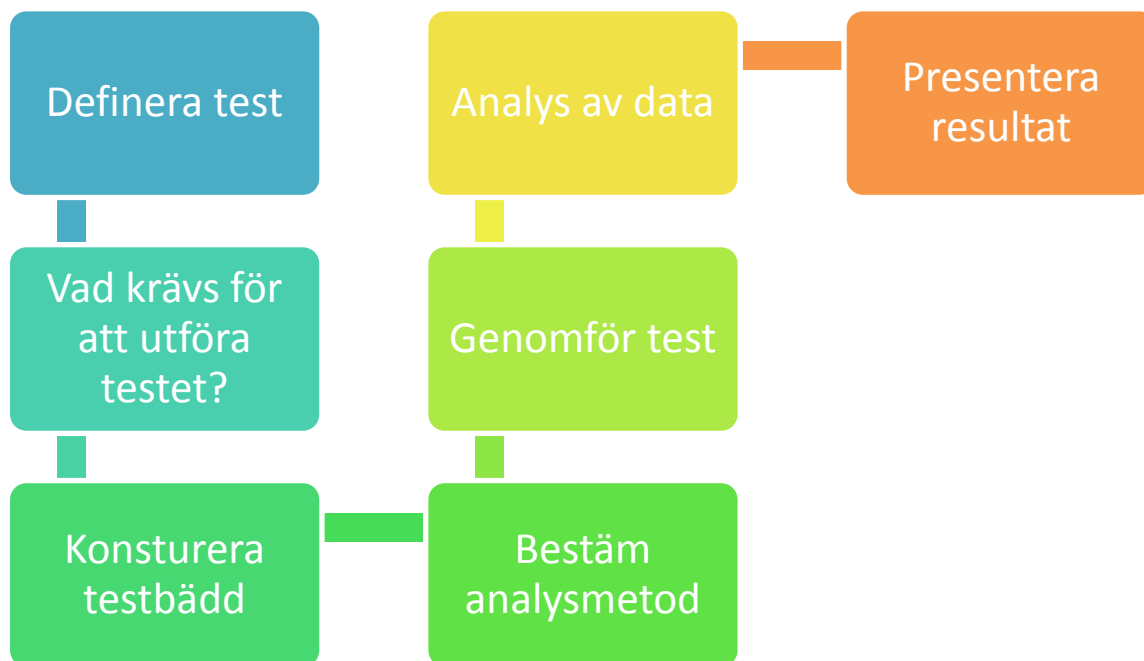 Definera test
Vad krävs för
att utföra
testet?
Konsturera
testbädd
Bestäm
analysmetod
Genomför test
Analys av data
Presentera
resultat